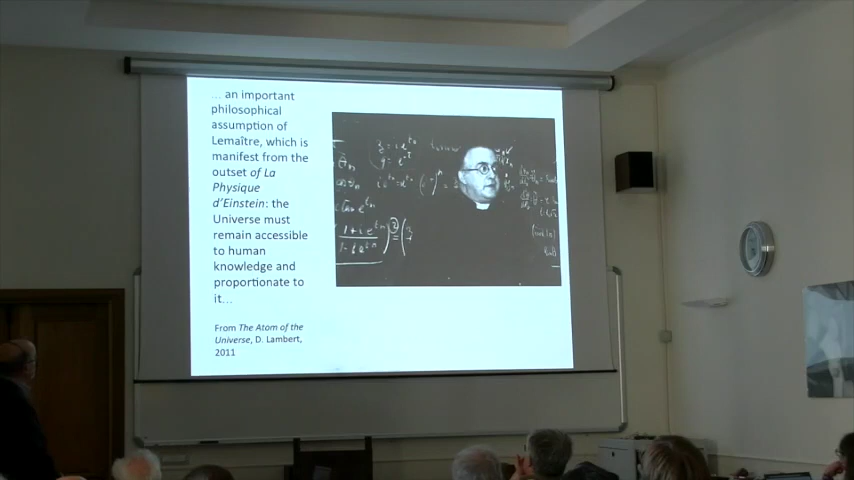 … an important
philosophical
assumption of
Lemaître, which is
manifest from the
outset of La
Physique
d'Einstein: the
Universe must
remain accessible
to human
knowledge and
proportionate to
it…
From The Atom of the
Universe, D. Lambert,
2011